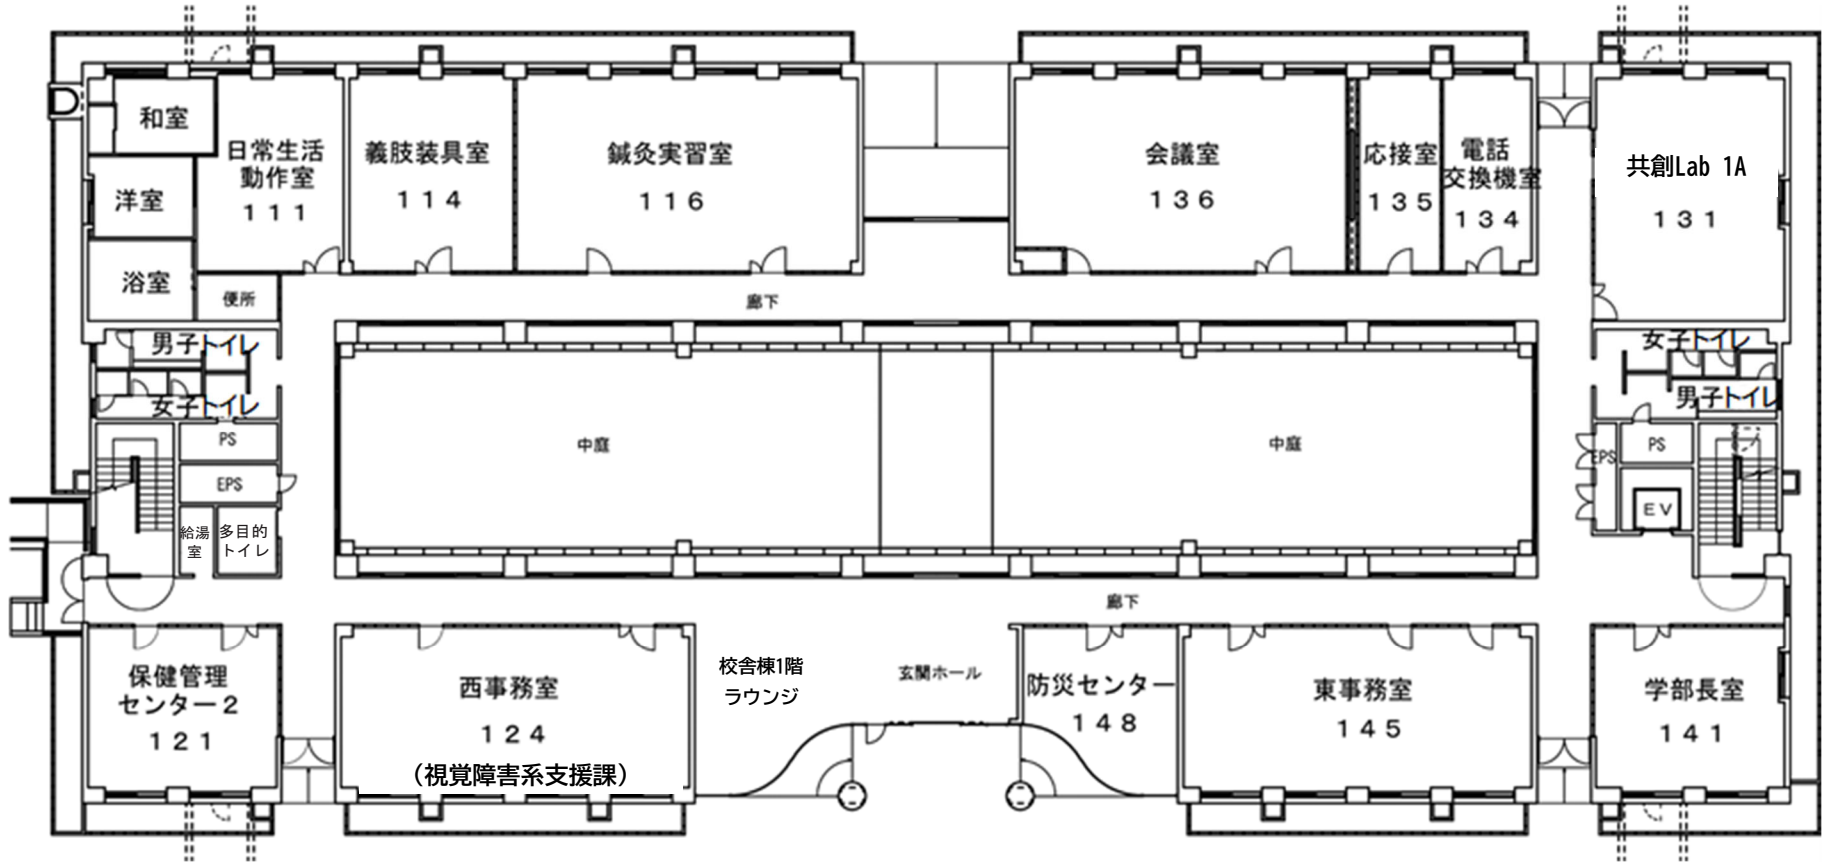 和室
日常生活
動作室
111
義肢装具室
114
鍼灸実習室
116
会議室
136
応接室
135
電話
交換機室
134
共創Lab 1A
131
洋室
浴室
便所
廊下
男子トイレ
女子トイレ
女子トイレ
男子トイレ
PS
EPS
給湯
室
多目的
トイレ
中庭
中庭
EPS
PS
EV
廊下
保健管理
センター2
121
西事務室
124
（視覚障害系支援課）
校舎棟1階
ラウンジ
玄関ホール
防災センター
148
東事務室
145
学部長室
141